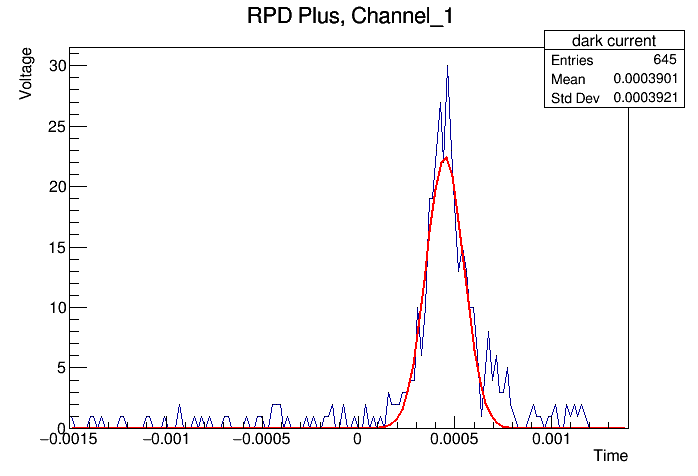 RPD Plus, Channel_1
dark current
Entries 645
Mean 0.0003901
Std Dev 0.0003921
Voltage
30
25
20
15
10
5
0
−0.0015 −0.001 −0.0005 0 0.0005 0.001
Time